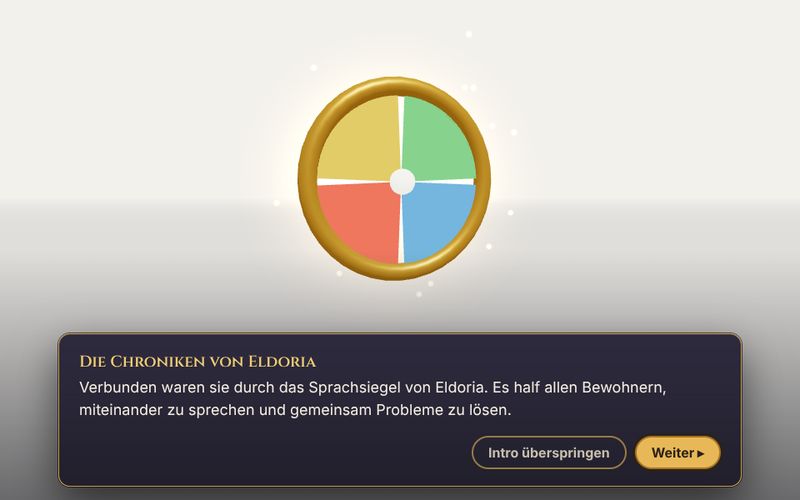 Die Chroniken von Eldoria
Verbunden waren sie durch das Sprachsiegel von Eldoria. Es half allen Bewohnern,
miteinander zu sprechen und gemeinsam Probleme zu lösen.
Intro überspringen
Weiter ▸